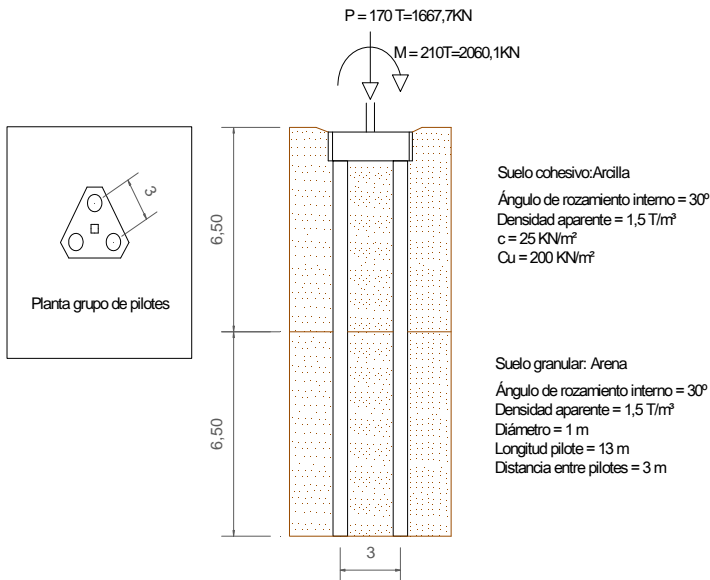 P = 170 T=1667,7KN
M = 210T=2060,1KN
3
Planta grupo de pilotes
6,50
6,50
Suelo cohesivo:Arcilla
Ángulo de rozamiento interno = 30º
Densidad aparente = 1,5 T/m³
c = 25 KN/m²
Cu = 200 KN/m²
Suelo granular: Arena
Ángulo de rozamiento interno = 30º
Densidad aparente = 1,5 T/m³
Diámetro = 1 m
Longitud pilote = 13 m
Distancia entre pilotes = 3 m
3